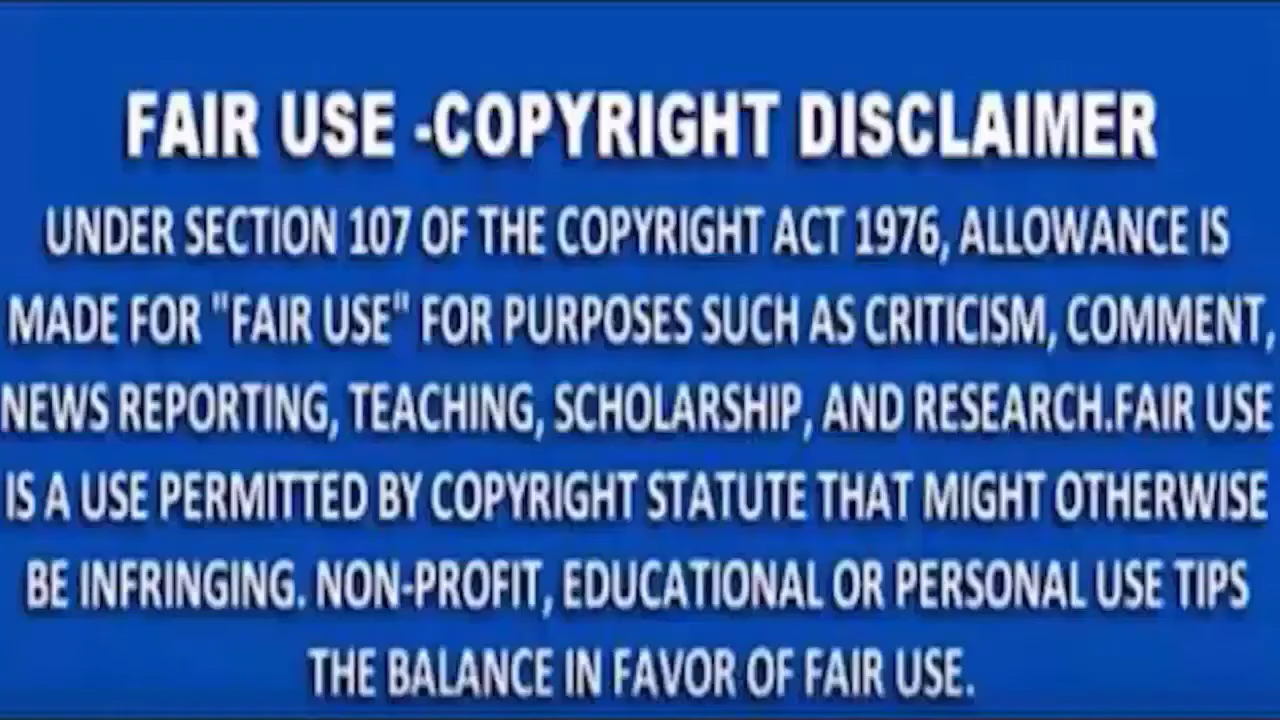 FAIR USE -COPYRIGHT DISCLAIMER
UNDER SECTION 107 OF THE COPYRIGHT ACT 1976, ALLOWANCE IS
MADE FOR "FAIR USE" FOR PURPOSES SUCH AS CRITICISM, COMMENT,
NEWS REPORTING, TEACHING, SCHOLARSHIP, AND RESEARCH.FAIR USE
IS A USE PERMITTED BY COPYRIGHT STATUTE THAT MIGHT OTHERWISE
BE INFRINGING. NON-PROFIT, EDUCATIONAL OR PERSONAL USE TIPS
THE BALANCE IN FAVOR OF FAIR USE.